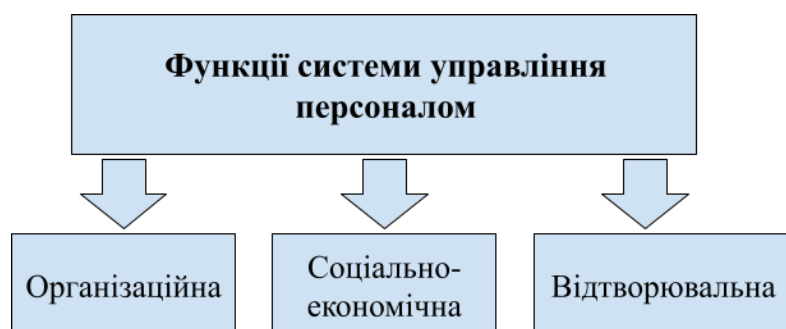 Функції системи управління
персоналом
Організаційна
Соціально-
економічна
Відтворювальна